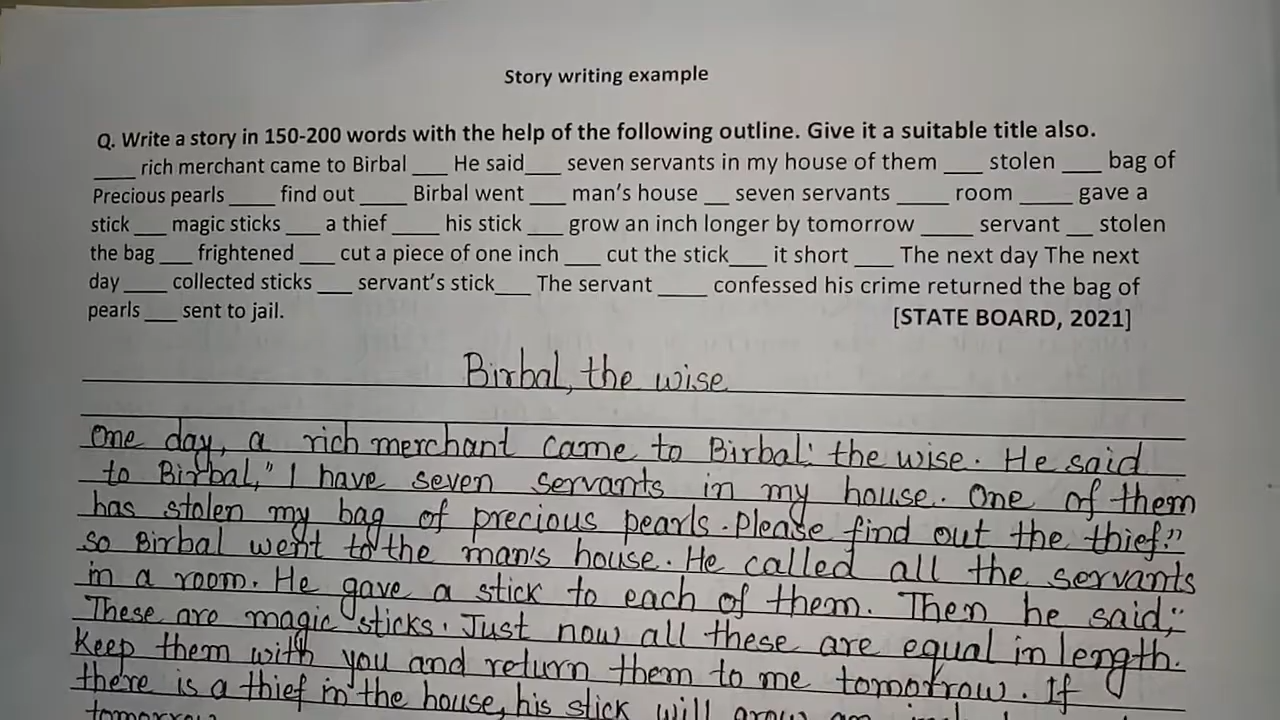 Story writing example
Q. Write a story in 150-200 words with the help of the following outline. Give it a suitable title also.
____ rich merchant came to Birbal ___ He said___ seven servants in my house of them ___ stolen ___ bag of
Precious pearls ____ find out ____ Birbal went ___ man's house __ seven servants ____ room ____ gave a
stick ___ magic sticks ___ a thief ____ his stick ___ grow an inch longer by tomorrow ____ servant __ stolen
the bag ___ frightened ___ cut a piece of one inch ___ cut the stick___ it short ___ The next day The next
day ___ collected sticks ___ servant's stick___ The servant ____ confessed his crime returned the bag of
pearls ___ sent to jail. [STATE BOARD, 2021]
Birbal, the wise
One day, a rich merchant came to Birbal: the wise. He said
to Birbal," I have seven servants in my house. One of them
has stolen my bag of precious pearls. Please find out the thief."
So Birbal went to the man's house. He called all the servants
in a room. He gave a stick to each of them. Then he said,"
These are magic sticks. Just now all these are equal in length.
Keep them with you and return them to me tomorrow. If
there is a thief in the house, his stick will grow an
tomorrow